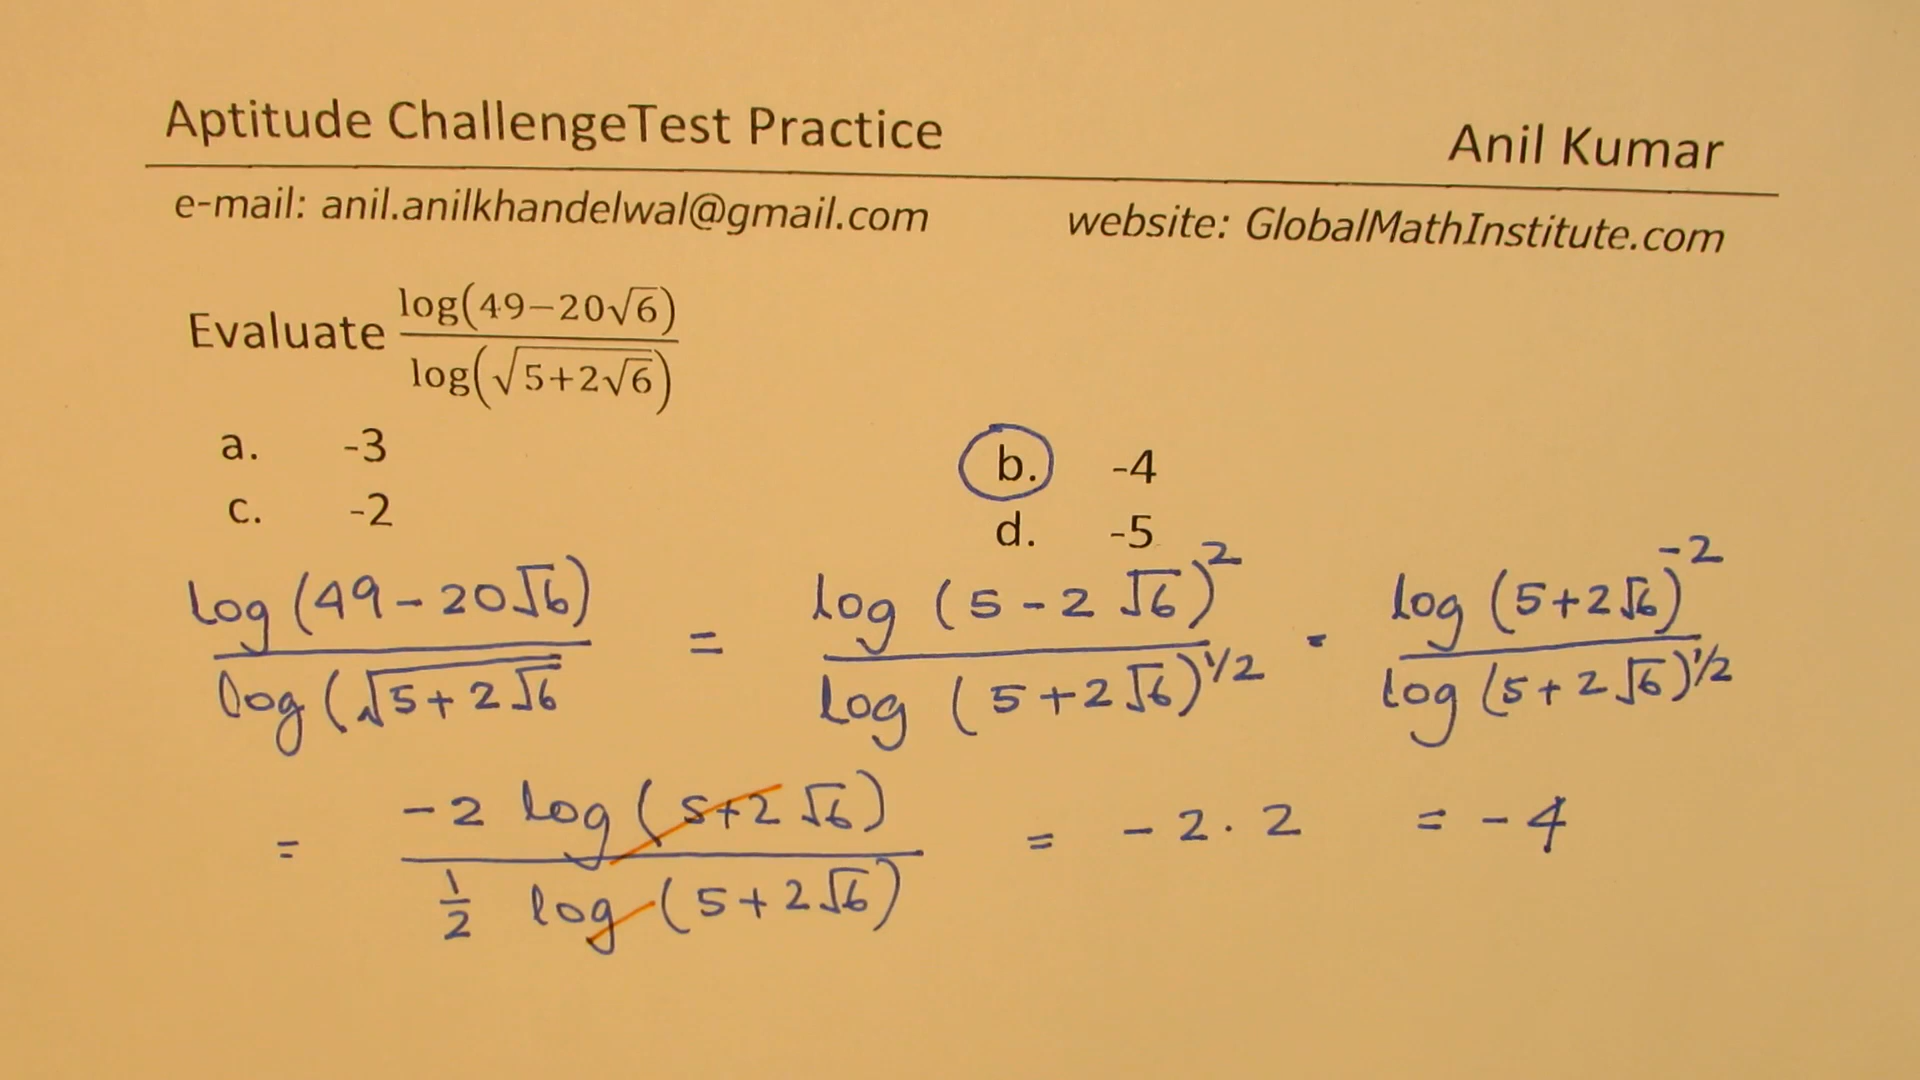 Aptitude ChallengeTest Practice Anil Kumar
e-mail: anil.anilkhandelwal@gmail.com website: GlobalMathInstitute.com
Evaluate log(49−20√6) / log(√(5+2√6))
a. -3 b. -4
c. -2 d. -5
log (49 - 20√6) / log (√(5 + 2√6) = log (5 - 2√6)^2 / log (5+2√6)^1/2 = log (5+2√6)^-2 / log (5+2√6)^1/2
= -2 log (5+2√6) / 1/2 log (5+2√6) = -2 . 2 = -4